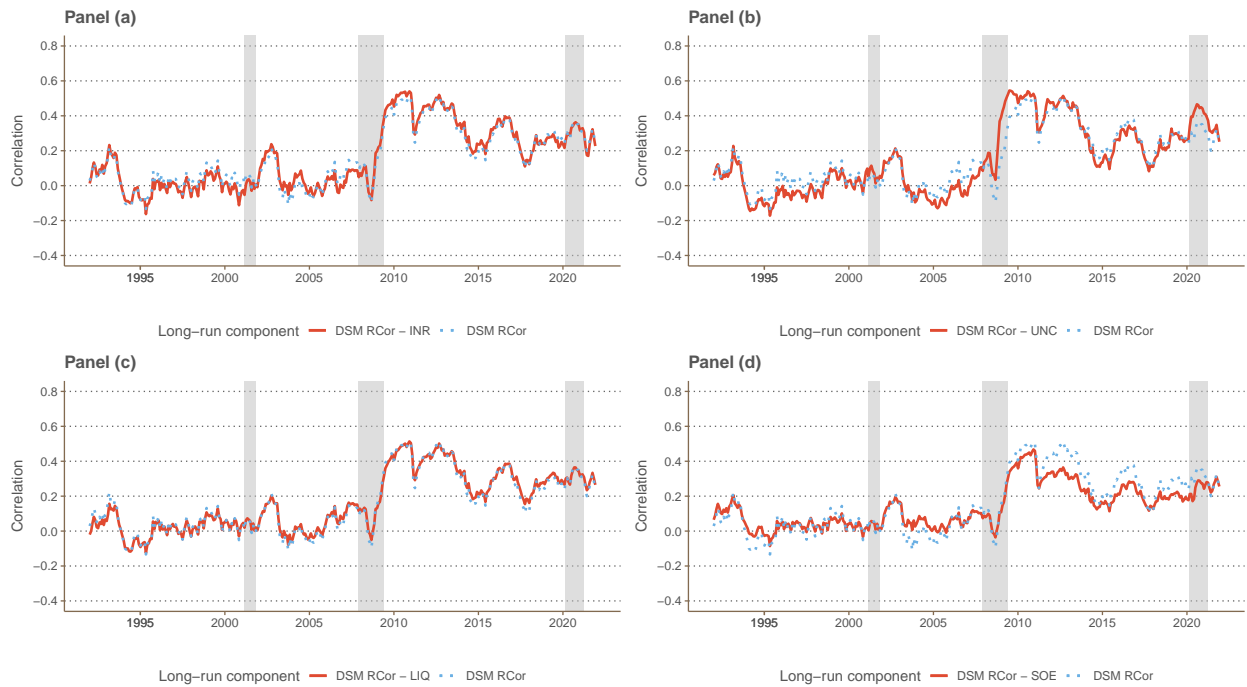 Panel (a)
0.8
0.6
0.4
0.2
0.0
−0.2
−0.4
Correlation
1995 2000 2005 2010 2015 2020
Long−run component DSM RCor − INR DSM RCor
Panel (b)
0.8
0.6
0.4
0.2
0.0
−0.2
−0.4
Correlation
1995 2000 2005 2010 2015 2020
Long−run component DSM RCor − UNC DSM RCor
Panel (c)
0.8
0.6
0.4
0.2
0.0
−0.2
−0.4
Correlation
1995 2000 2005 2010 2015 2020
Long−run component DSM RCor − LIQ DSM RCor
Panel (d)
0.8
0.6
0.4
0.2
0.0
−0.2
−0.4
Correlation
1995 2000 2005 2010 2015 2020
Long−run component DSM RCor − SOE DSM RCor